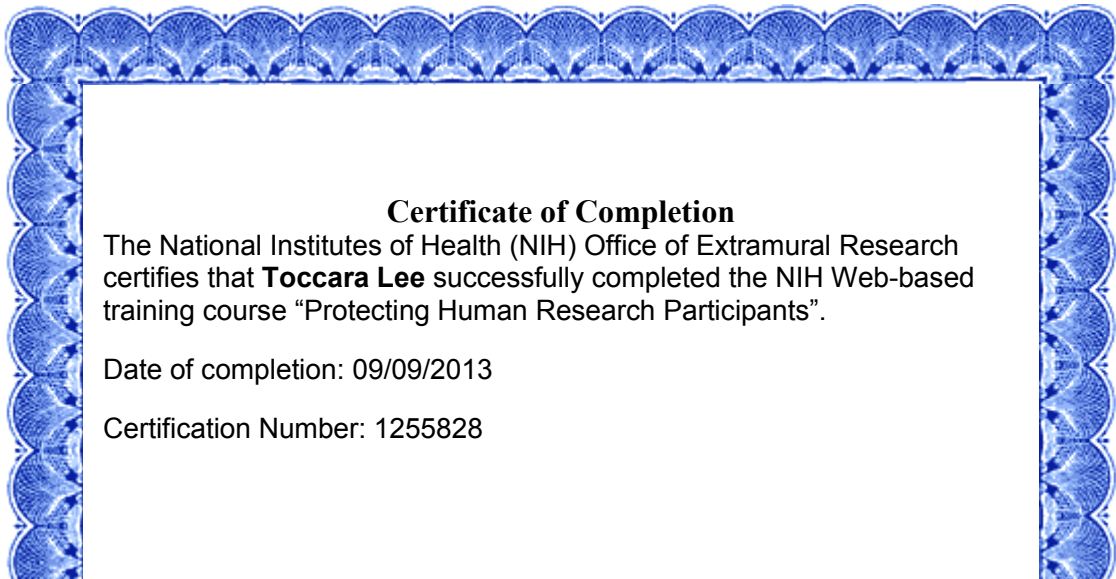 Certificate of Completion
The National Institutes of Health (NIH) Office of Extramural Research
certifies that Toccara Lee successfully completed the NIH Web-based
training course “Protecting Human Research Participants”.
Date of completion: 09/09/2013
Certification Number: 1255828